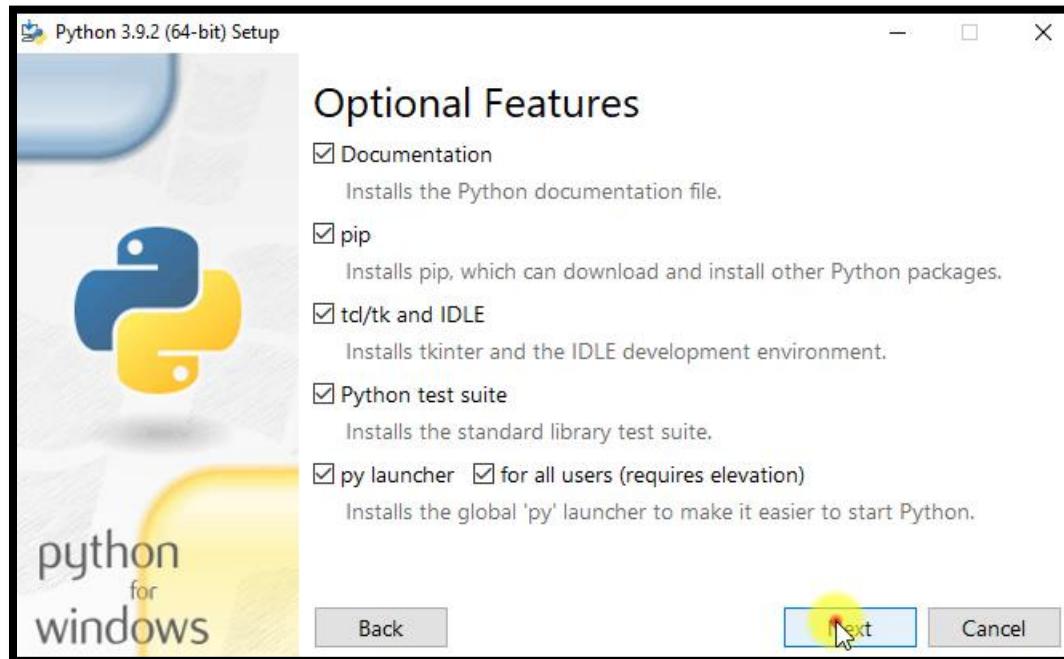 Python 3.9.2 (64-bit) Setup
Optional Features
Documentation
Installs the Python documentation file.
pip
Installs pip, which can download and install other Python packages.
tcl/tk and IDLE
Installs tkinter and the IDLE development environment.
Python test suite
Installs the standard library test suite.
py launcher for all users (requires elevation)
Installs the global 'py' launcher to make it easier to start Python.
python
for
windows
Back Next Cancel